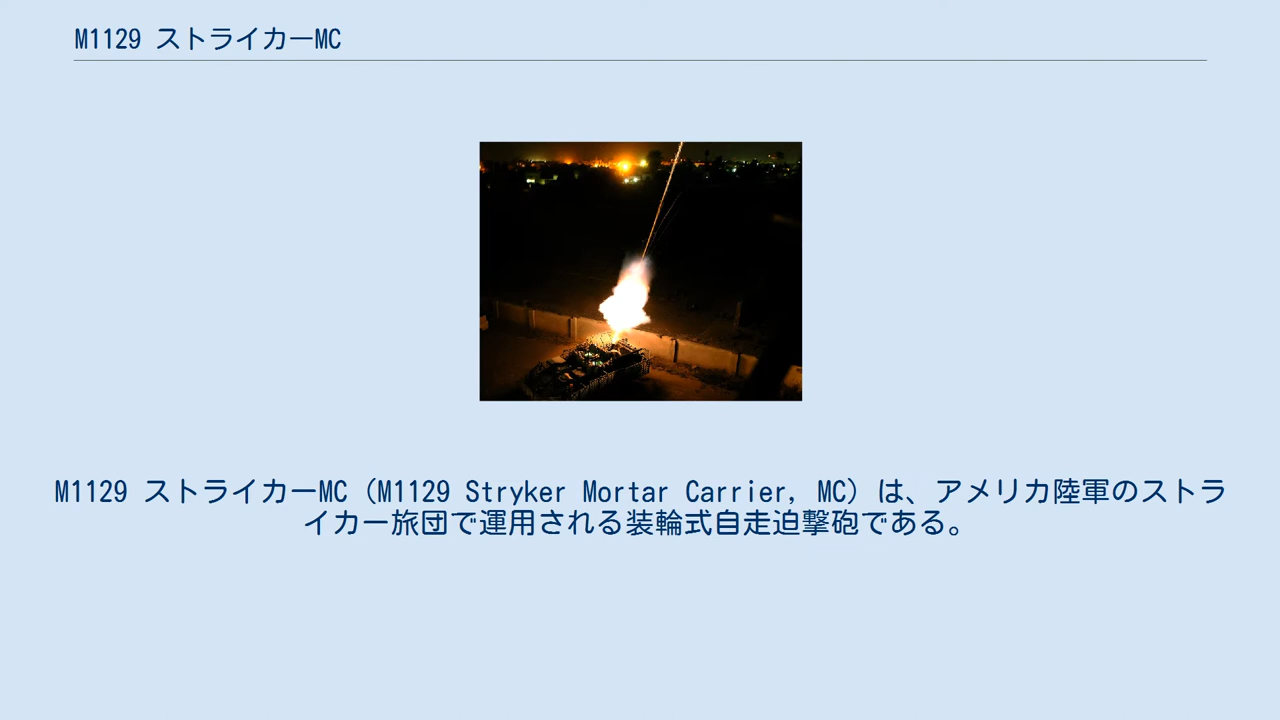 M1129 ストライカーMC
M1129 ストライカーMC（M1129 Stryker Mortar Carrier, MC）は、アメリカ陸軍のストラ
イカー旅団で運用される装輪式自走迫撃砲である。